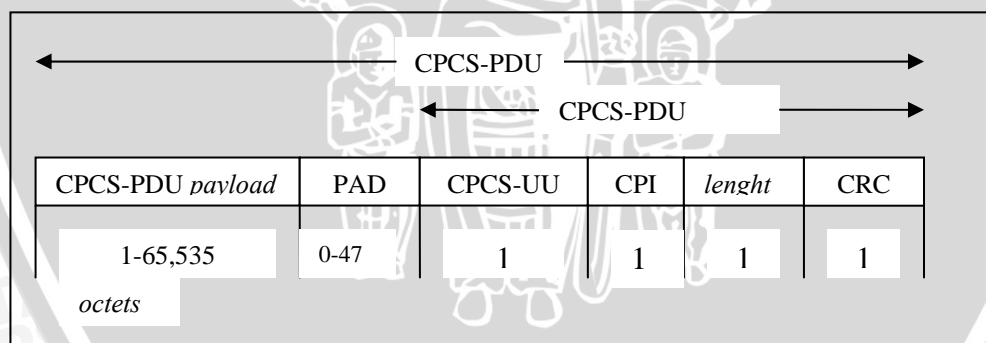 CPCS-PDU
CPCS-PDU
CPCS-PDU payload PAD CPCS-UU CPI lenght CRC
1-65,535 0-47 1 1 1 1
octets